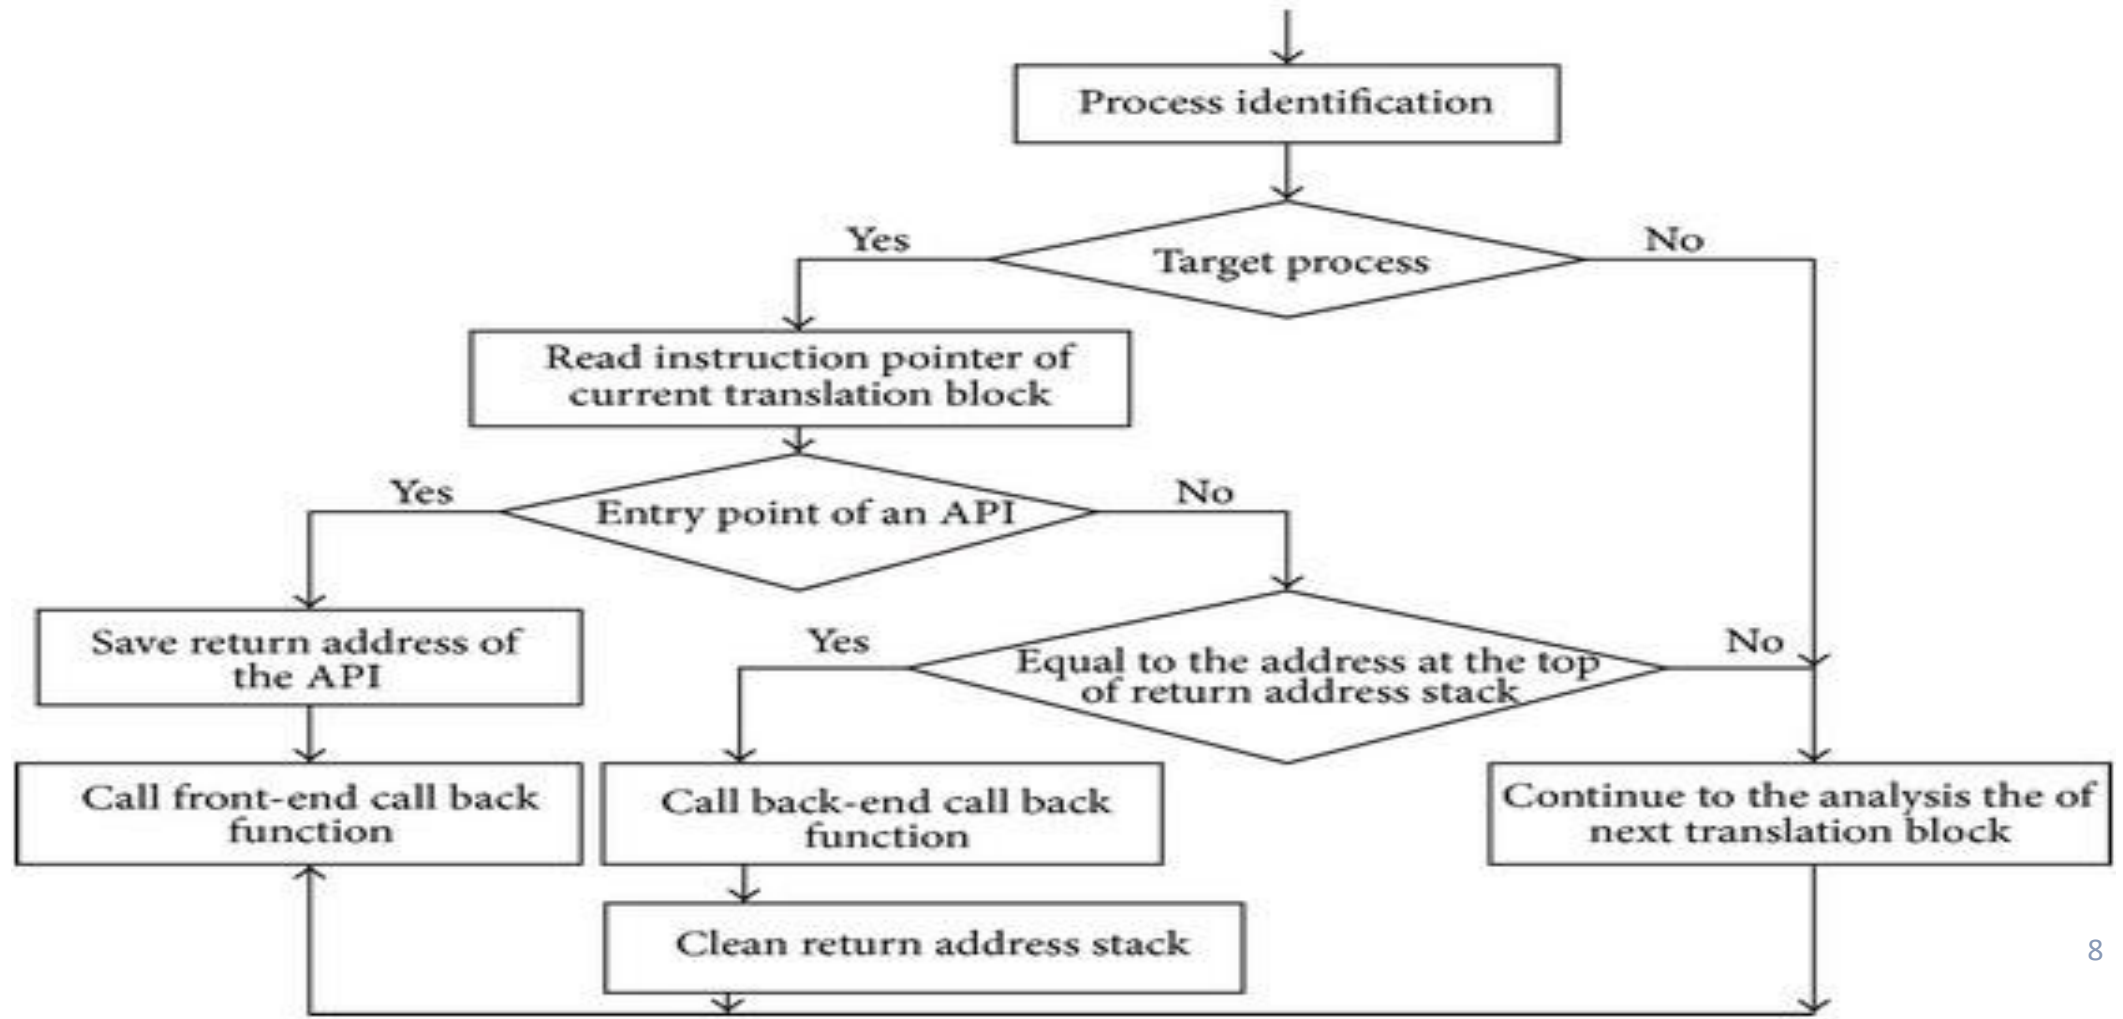 Process identification
Yes
Target process
No
Read instruction pointer of
current translation block
Yes
Entry point of an API
No
Save return address of
the API
Yes
Equal to the address at the top
of return address stack
No
Call front-end call back
function
Call back-end call back
function
Continue to the analysis the of
next translation block
Clean return address stack
8